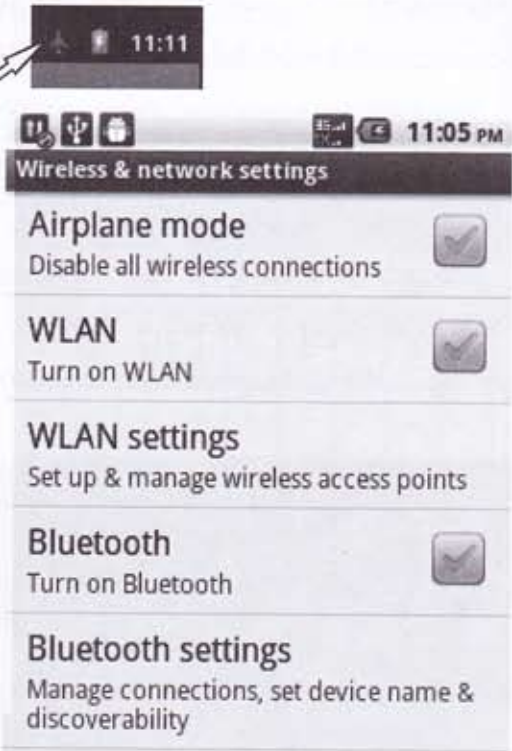 11:11
11:05 PM
Wireless & network settings
Airplane mode
Disable all wireless connections
WLAN
Turn on WLAN
WLAN settings
Set up & manage wireless access points
Bluetooth
Turn on Bluetooth
Bluetooth settings
Manage connections, set device name &
discoverability